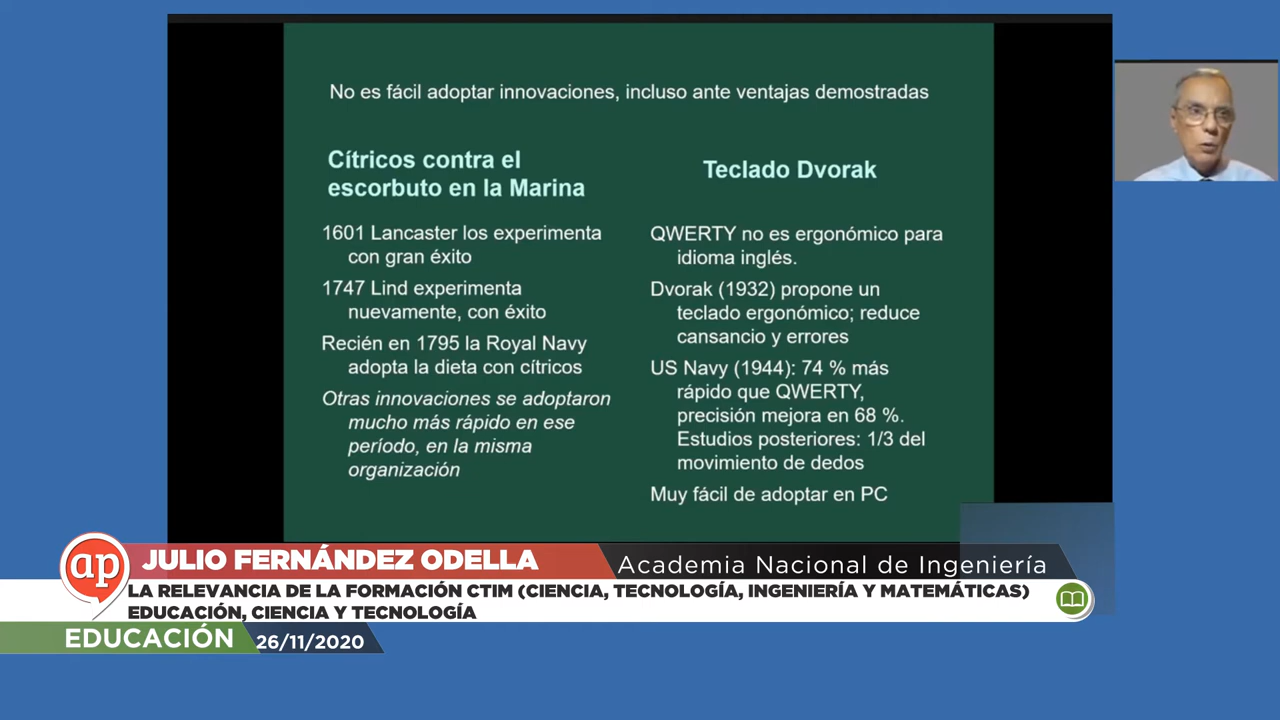 No es fácil adoptar innovaciones, incluso ante ventajas demostradas
Cítricos contra el
escorbuto en la Marina
1601 Lancaster los experimenta
con gran éxito
1747 Lind experimenta
nuevamente, con éxito
Recién en 1795 la Royal Navy
adopta la dieta con cítricos
Otras innovaciones se adoptaron
mucho más rápido en ese
período, en la misma
organización
Teclado Dvorak
QWERTY no es ergonómico para
idioma inglés.
Dvorak (1932) propone un
teclado ergonómico; reduce
cansancio y errores
US Navy (1944): 74 % más
rápido que QWERTY,
precisión mejora en 68 %.
Estudios posteriores: 1/3 del
movimiento de dedos
Muy fácil de adoptar en PC
ap
JULIO FERNÁNDEZ ODELLA
Academia Nacional de Ingeniería
LA RELEVANCIA DE LA FORMACIÓN CTIM (CIENCIA, TECNOLOGÍA, INGENIERÍA Y MATEMÁTICAS)
EDUCACIÓN, CIENCIA Y TECNOLOGÍA
EDUCACIÓN
26/11/2020